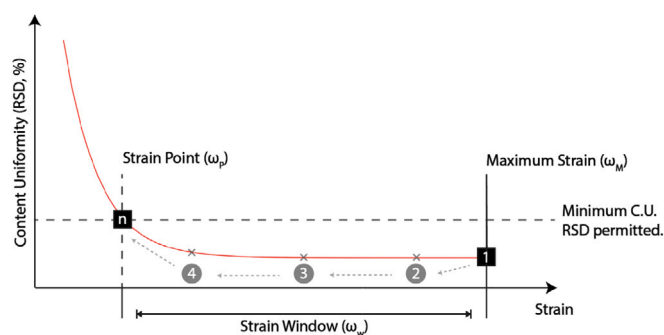 Content Uniformity (RSD, %)
Strain Point (ωP)
Maximum Strain (ωM)
Minimum C.U.
RSD permitted.
n
1
4
3
2
Strain
Strain Window (ωw)